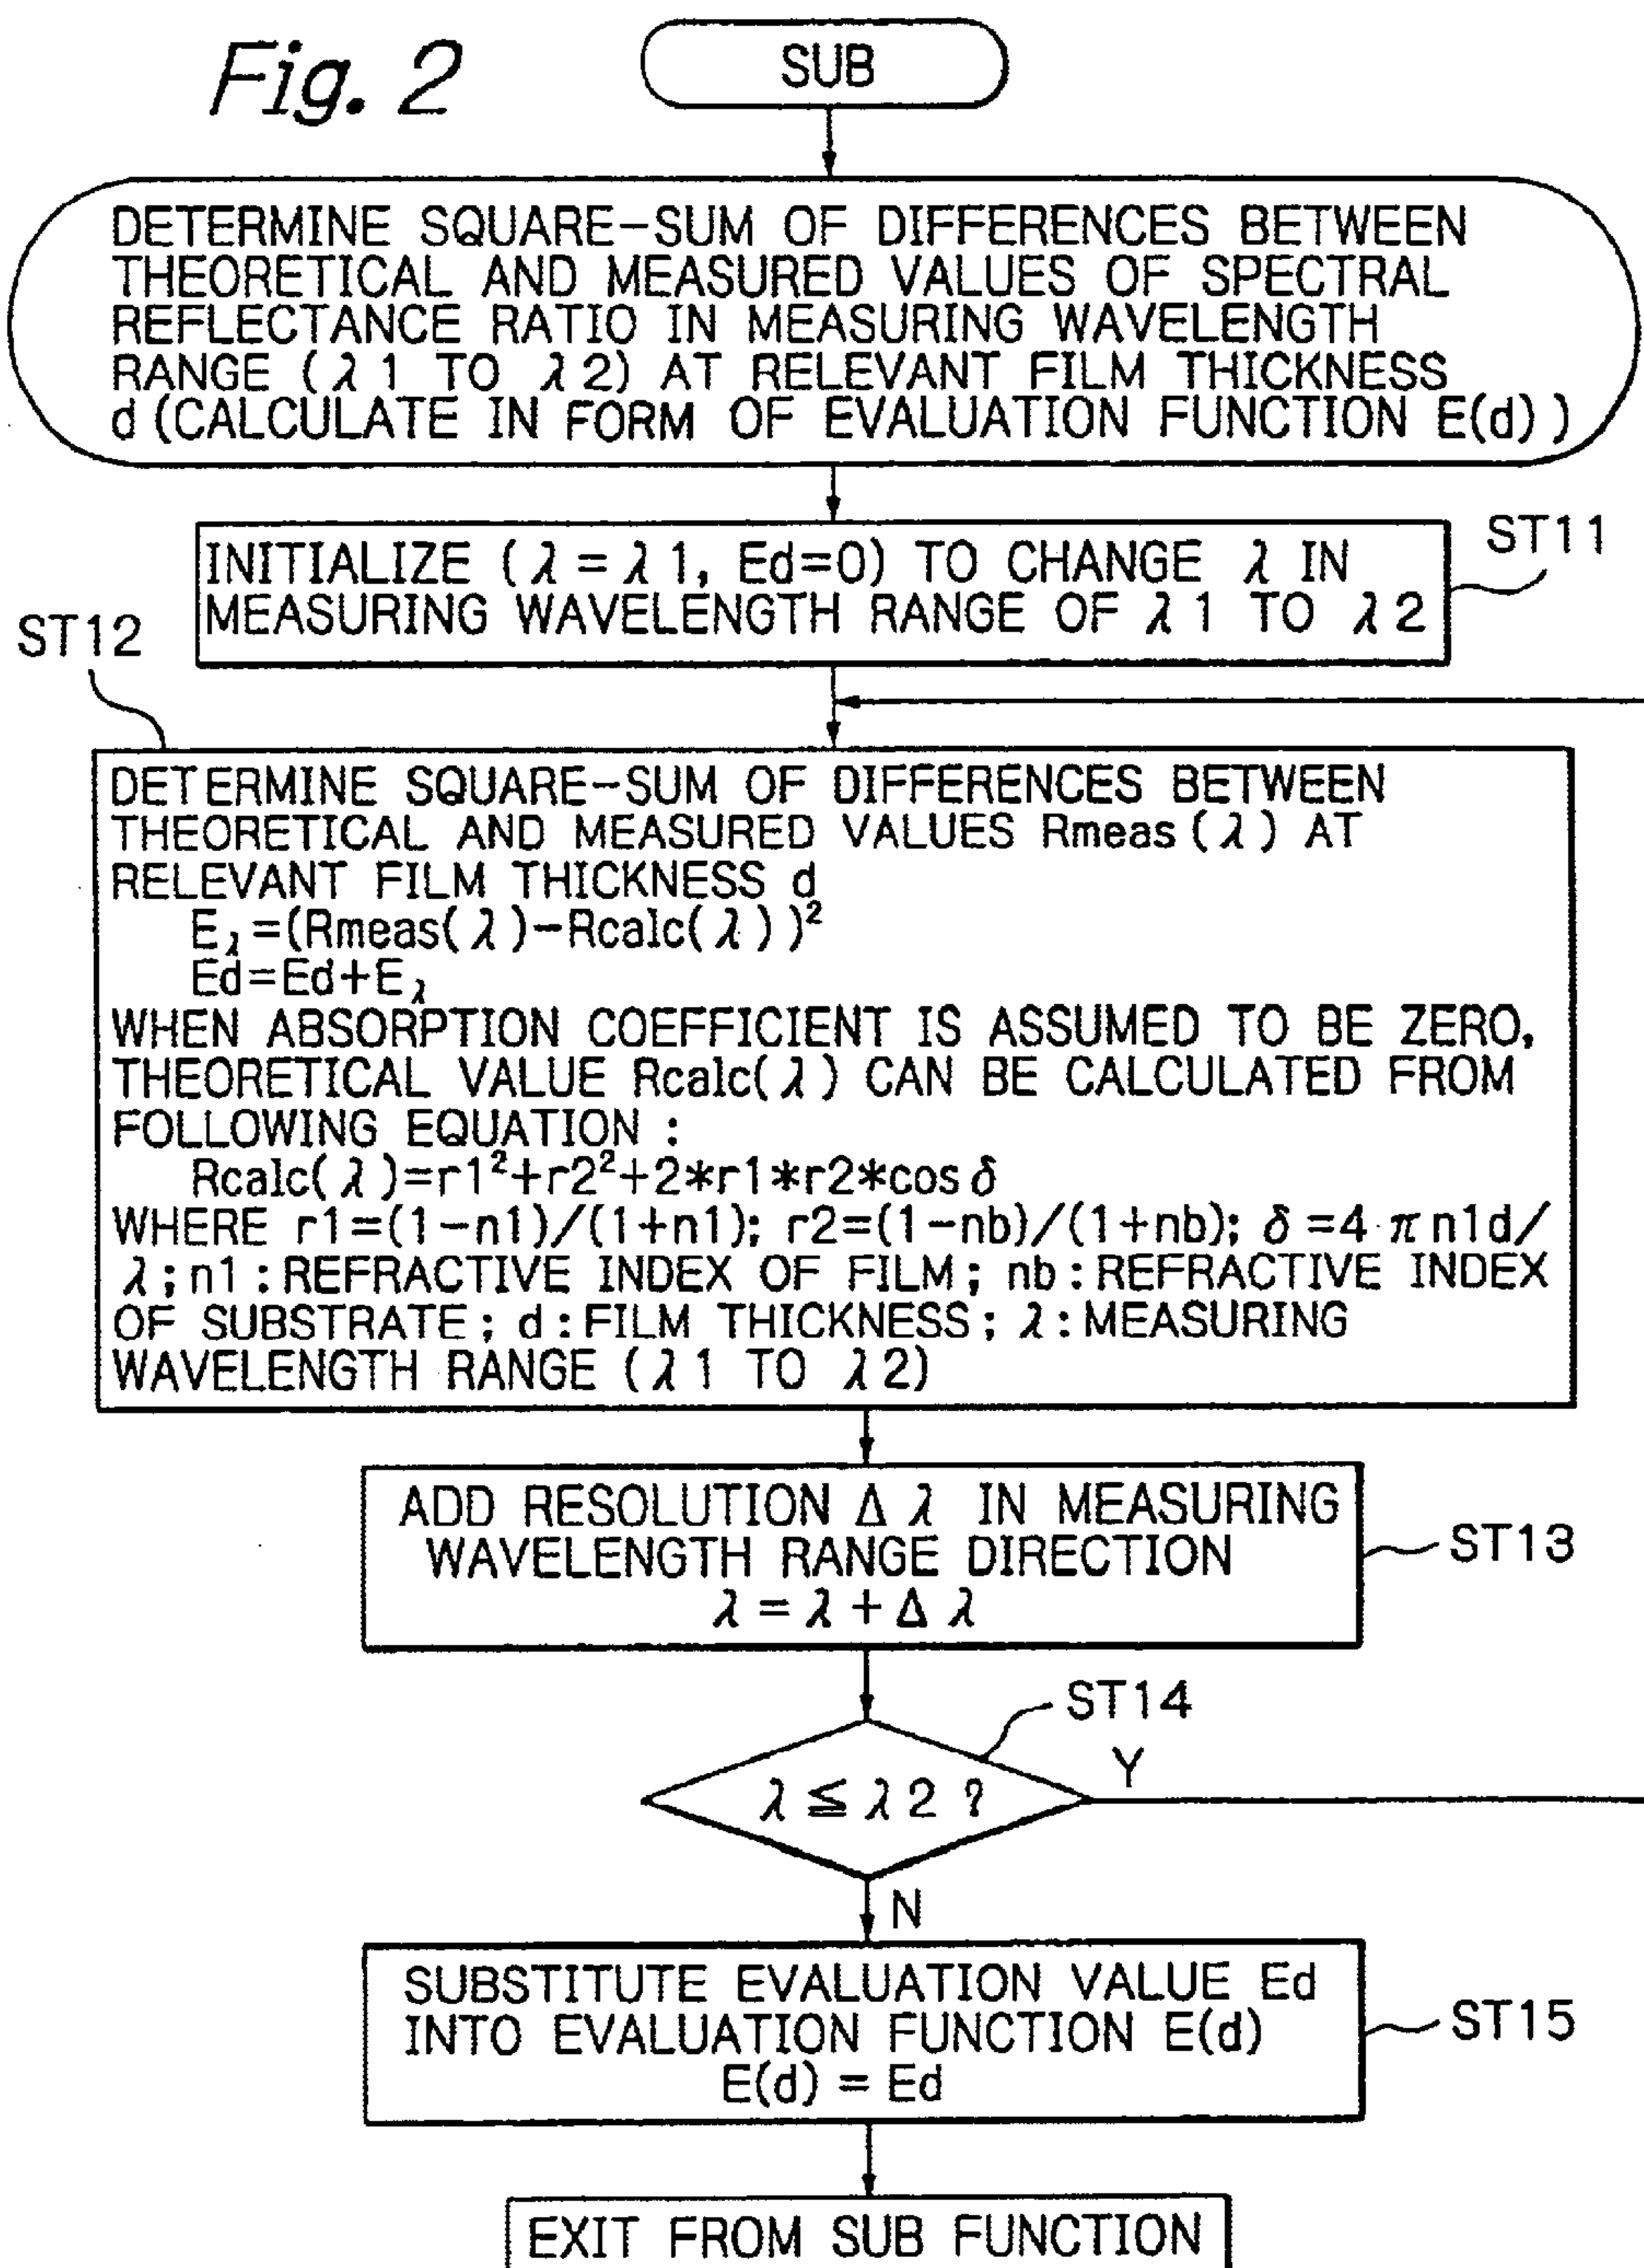 Fig. 2
SUB
DETERMINE SQUARE-SUM OF DIFFERENCES BETWEEN
THEORETICAL AND MEASURED VALUES OF SPECTRAL
REFLECTANCE RATIO IN MEASURING WAVELENGTH
RANGE (λ1 TO λ2) AT RELEVANT FILM THICKNESS
d (CALCULATE IN FORM OF EVALUATION FUNCTION E(d))
ST11
INITIALIZE (λ=λ1, Ed=0) TO CHANGE λ IN
MEASURING WAVELENGTH RANGE OF λ1 TO λ2
ST12
DETERMINE SQUARE-SUM OF DIFFERENCES BETWEEN
THEORETICAL AND MEASURED VALUES Rmeas(λ) AT
RELEVANT FILM THICKNESS d
E_λ=(Rmeas(λ)-Rcalc(λ))²
Ed=Ed+E_λ
WHEN ABSORPTION COEFFICIENT IS ASSUMED TO BE ZERO,
THEORETICAL VALUE Rcalc(λ) CAN BE CALCULATED FROM
FOLLOWING EQUATION :
Rcalc(λ)=r1²+r2²+2*r1*r2*cos δ
WHERE r1=(1-n1)/(1+n1); r2=(1-nb)/(1+nb); δ=4πn1d/
λ; n1 : REFRACTIVE INDEX OF FILM; nb : REFRACTIVE INDEX
OF SUBSTRATE; d : FILM THICKNESS; λ : MEASURING
WAVELENGTH RANGE (λ1 TO λ2)
ADD RESOLUTION Δλ IN MEASURING
WAVELENGTH RANGE DIRECTION
λ=λ+Δλ
ST13
ST14
λ≦λ2 ?
Y
N
SUBSTITUTE EVALUATION VALUE Ed
INTO EVALUATION FUNCTION E(d)
E(d) = Ed
ST15
EXIT FROM SUB FUNCTION